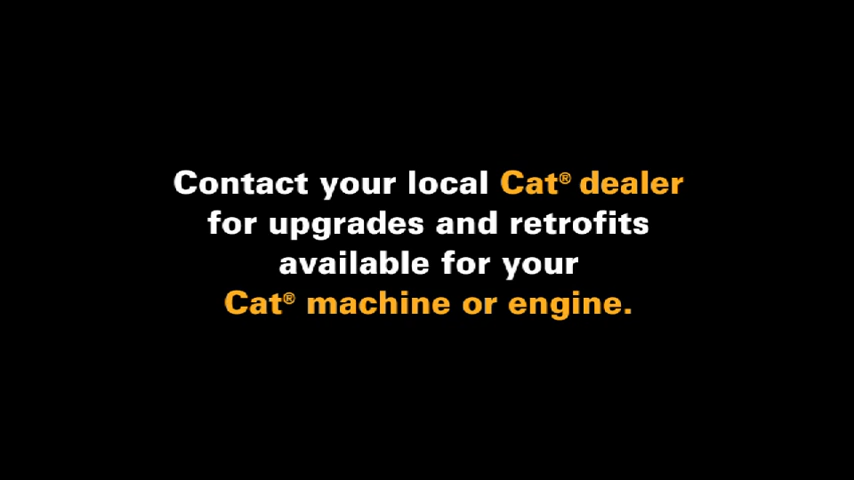 Contact your local Cat® dealer
for upgrades and retrofits
available for your
Cat® machine or engine.